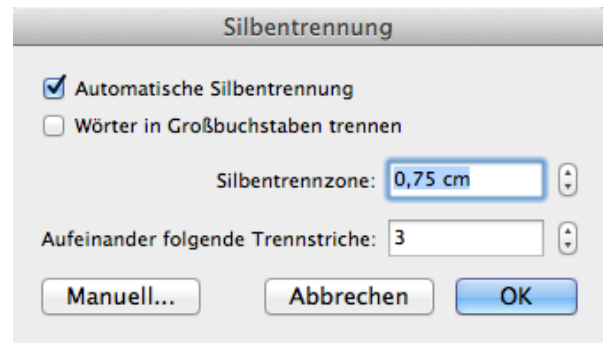 Silbentrennung
Automatische Silbentrennung
Wörter in Großbuchstaben trennen
Silbentrennzone: 0,75 cm
Aufeinander folgende Trennstriche: 3
Manuell... Abbrechen OK